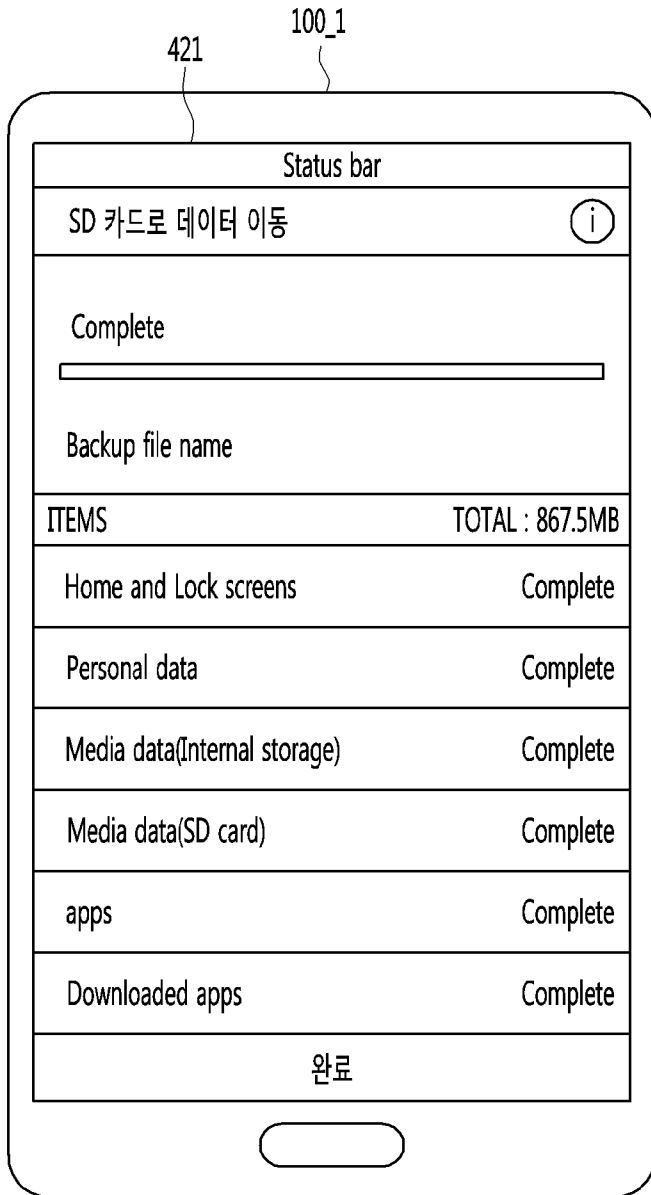 100_1
421
Status bar
SD 카드로 데이터 이동 i
Complete
Backup file name
ITEMS TOTAL : 867.5MB
Home and Lock screens Complete
Personal data Complete
Media data(Internal storage) Complete
Media data(SD card) Complete
apps Complete
Downloaded apps Complete
완료